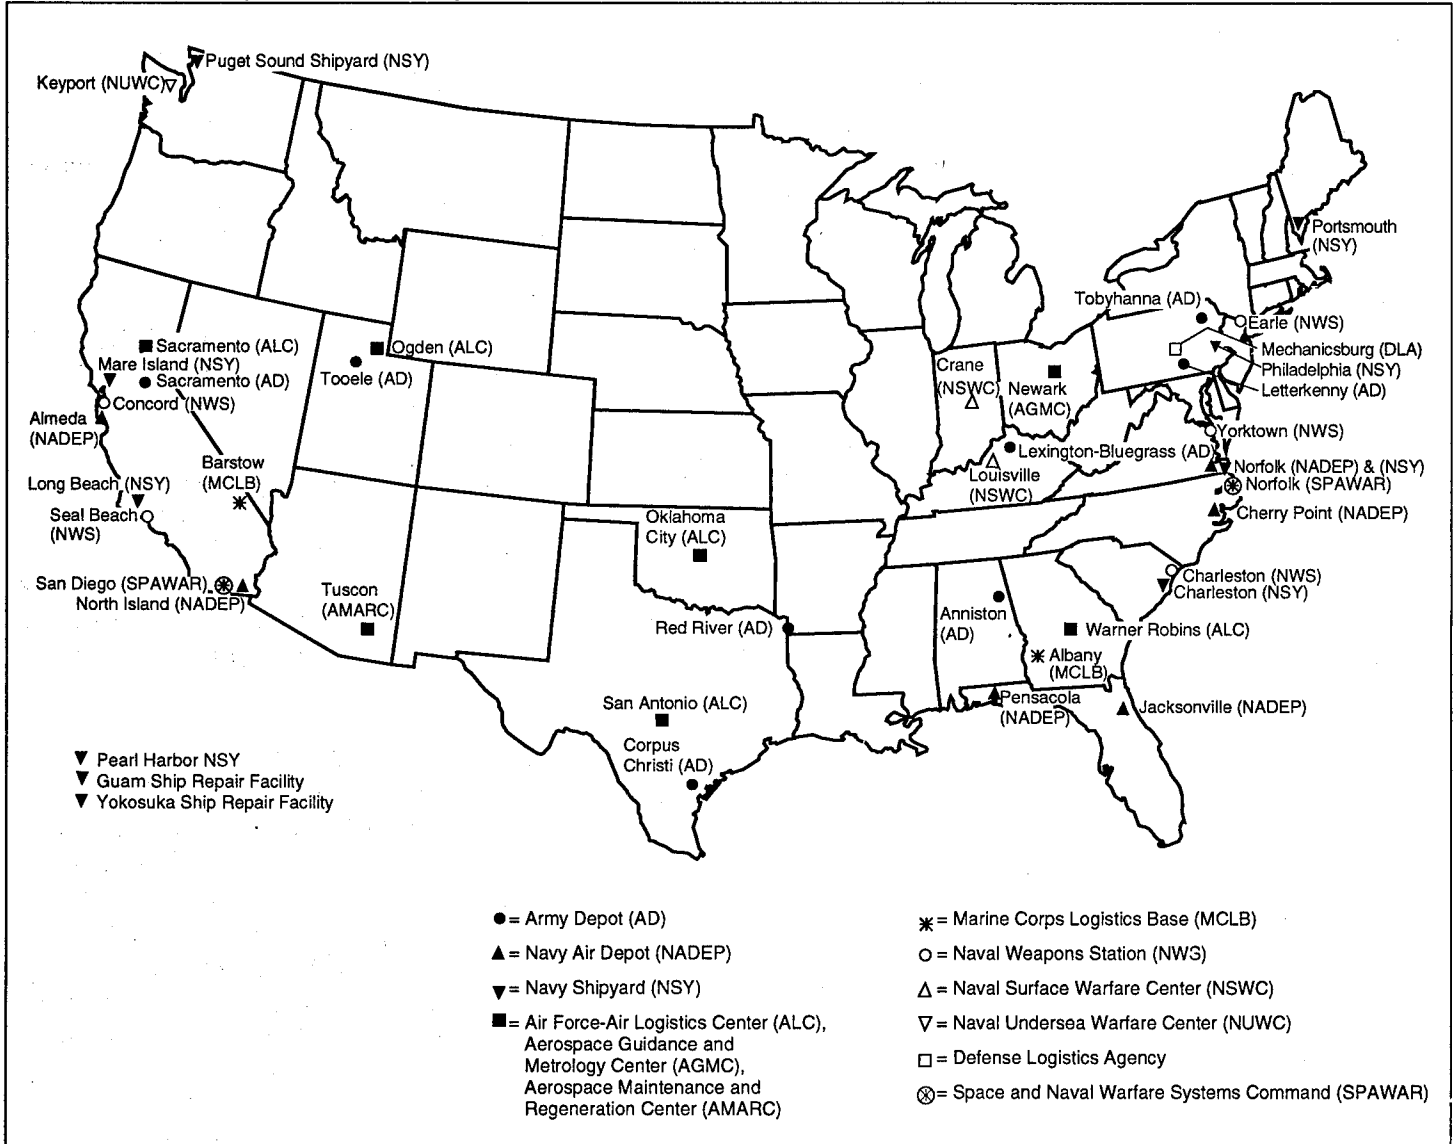 Puget Sound Shipyard (NSY)
Keyport (NUWC)
Portsmouth
(NSY)
Tobyhanna (AD)
Earle (NWS)
Mechanicsburg (DLA)
Philadelphia (NSY)
Letterkenny (AD)
Sacramento (ALC)
Mare Island (NSY)
Sacramento (AD)
Concord (NWS)
Almeda
(NADEP)
Ogden (ALC)
Tooele (AD)
Crane
(NSWC)
Newark
(AGMC)
Yorktown (NWS)
Lexington-Bluegrass (AD)
Louisville
(NSWC)
Norfolk (NADEP) & (NSY)
Norfolk (SPAWAR)
Cherry Point (NADEP)
Barstow
(MCLB)
Long Beach (NSY)
Seal Beach
(NWS)
Oklahoma
City (ALC)
San Diego (SPAWAR)
North Island (NADEP)
Tuscon
(AMARC)
Charleston (NWS)
Charleston (NSY)
Anniston
(AD)
Red River (AD)
Warner Robins (ALC)
Albany
(MCLB)
Pensacola
(NADEP)
Jacksonville (NADEP)
San Antonio (ALC)
Corpus
Christi (AD)
Pearl Harbor NSY
Guam Ship Repair Facility
Yokosuka Ship Repair Facility
= Army Depot (AD)
= Navy Air Depot (NADEP)
= Navy Shipyard (NSY)
= Air Force-Air Logistics Center (ALC),
Aerospace Guidance and
Metrology Center (AGMC),
Aerospace Maintenance and
Regeneration Center (AMARC)
= Marine Corps Logistics Base (MCLB)
= Naval Weapons Station (NWS)
= Naval Surface Warfare Center (NSWC)
= Naval Undersea Warfare Center (NUWC)
= Defense Logistics Agency
= Space and Naval Warfare Systems Command (SPAWAR)